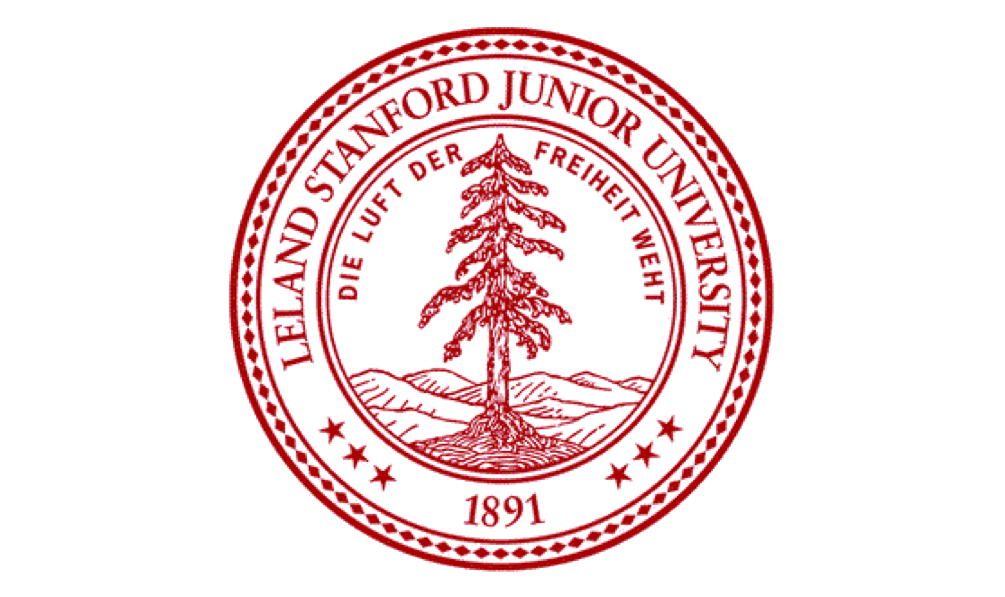 LELAND STANFORD JUNIOR UNIVERSITY
DIE LUFT DER FREIHEIT WEHT
1891